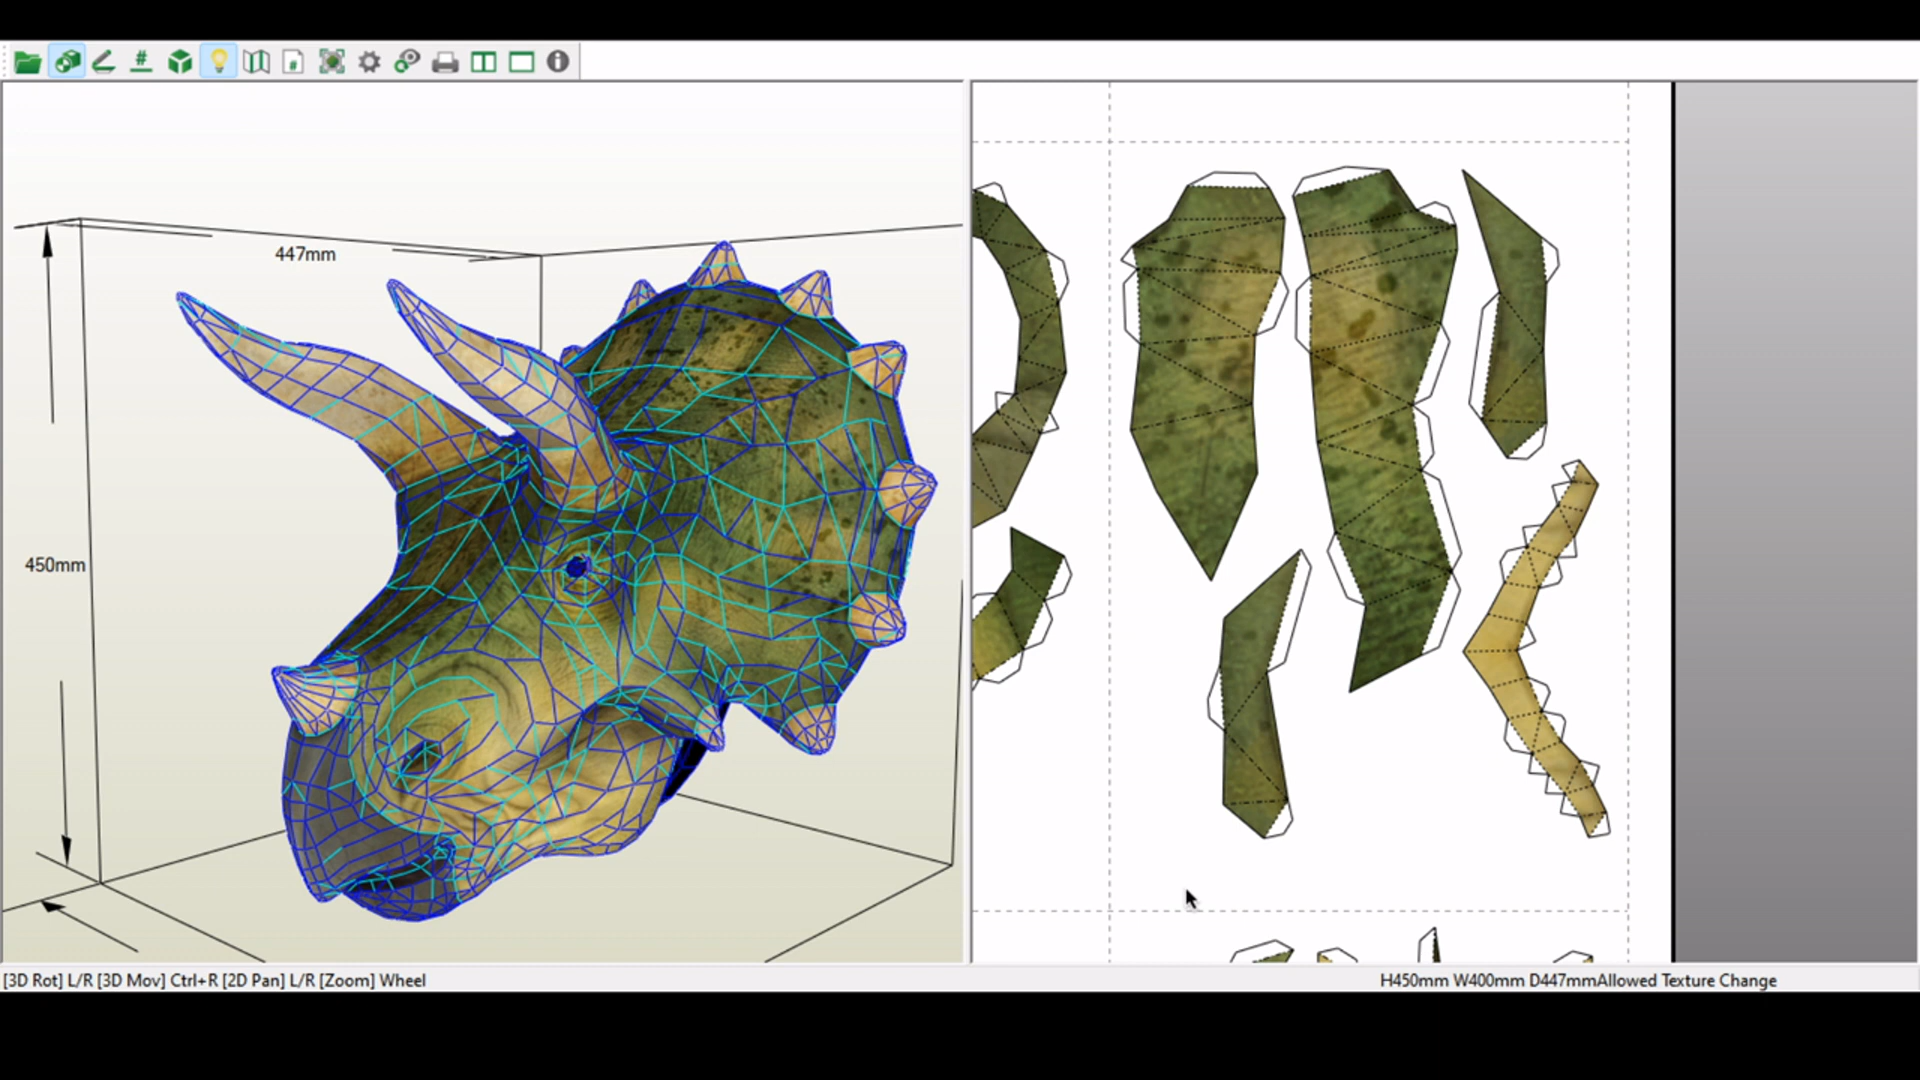 447mm
450mm
[3D Rot] L/R [3D Mov] Ctrl+R [2D Pan] L/R [Zoom] Wheel
H450mm W400mm D447mmAllowed Texture Change